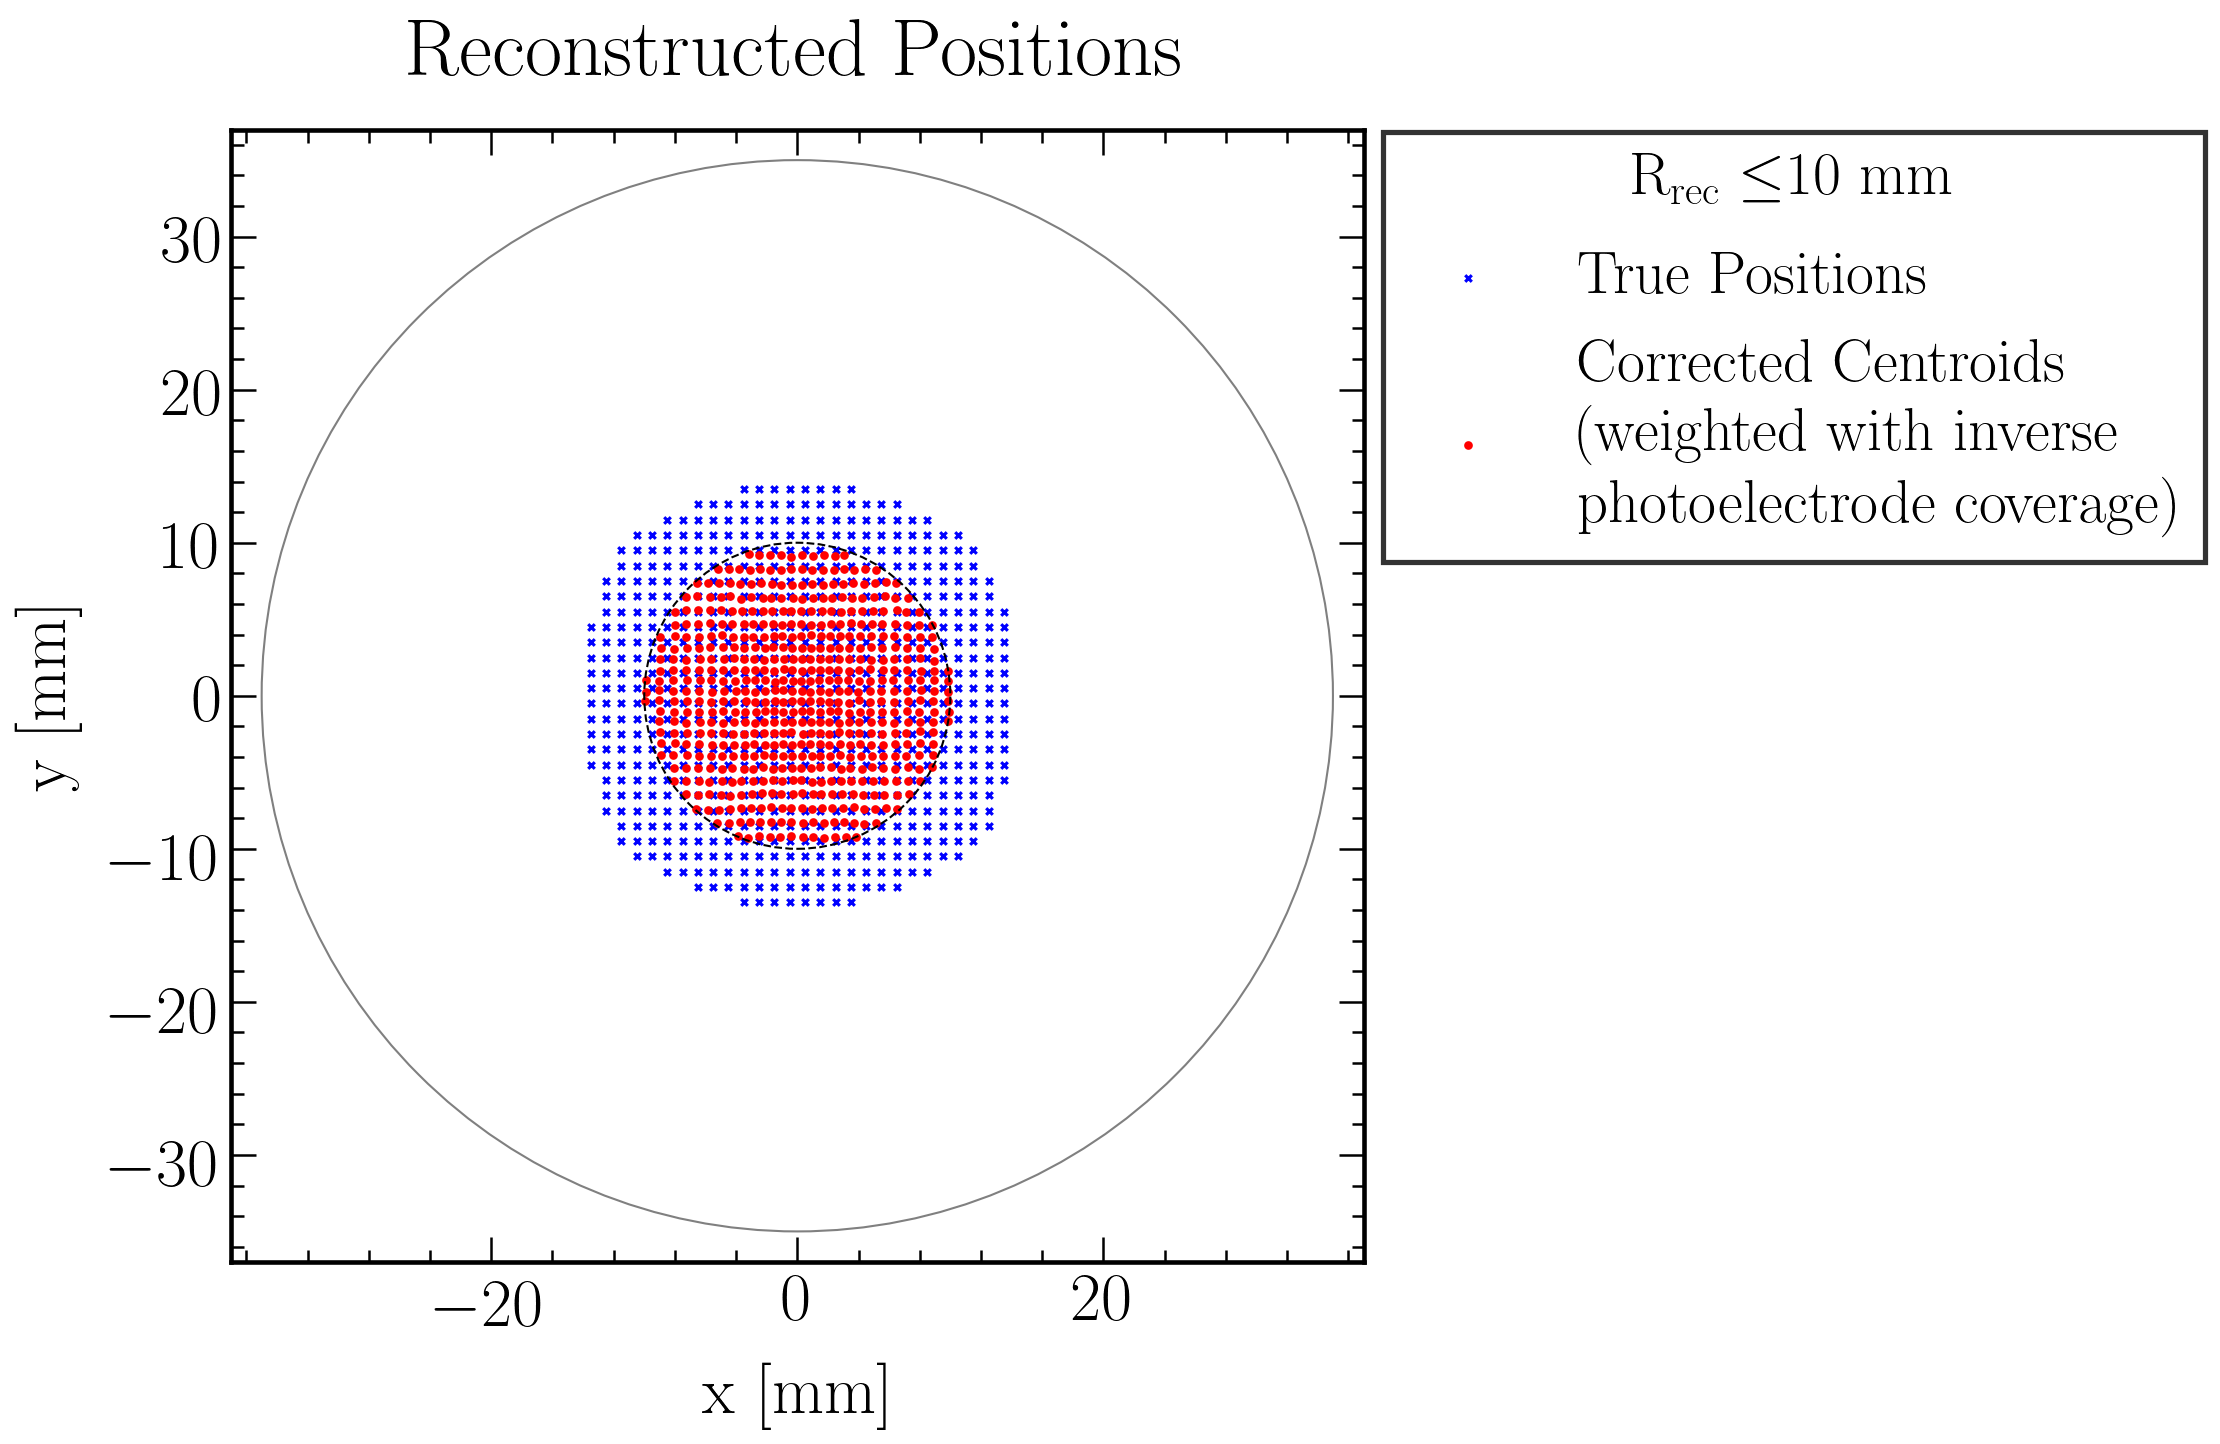 Reconstructed Positions
R_rec ≤10 mm
True Positions
Corrected Centroids
(weighted with inverse
photoelectrode coverage)
30
20
10
0
−10
−20
−30
y [mm]
−20 0 20
x [mm]